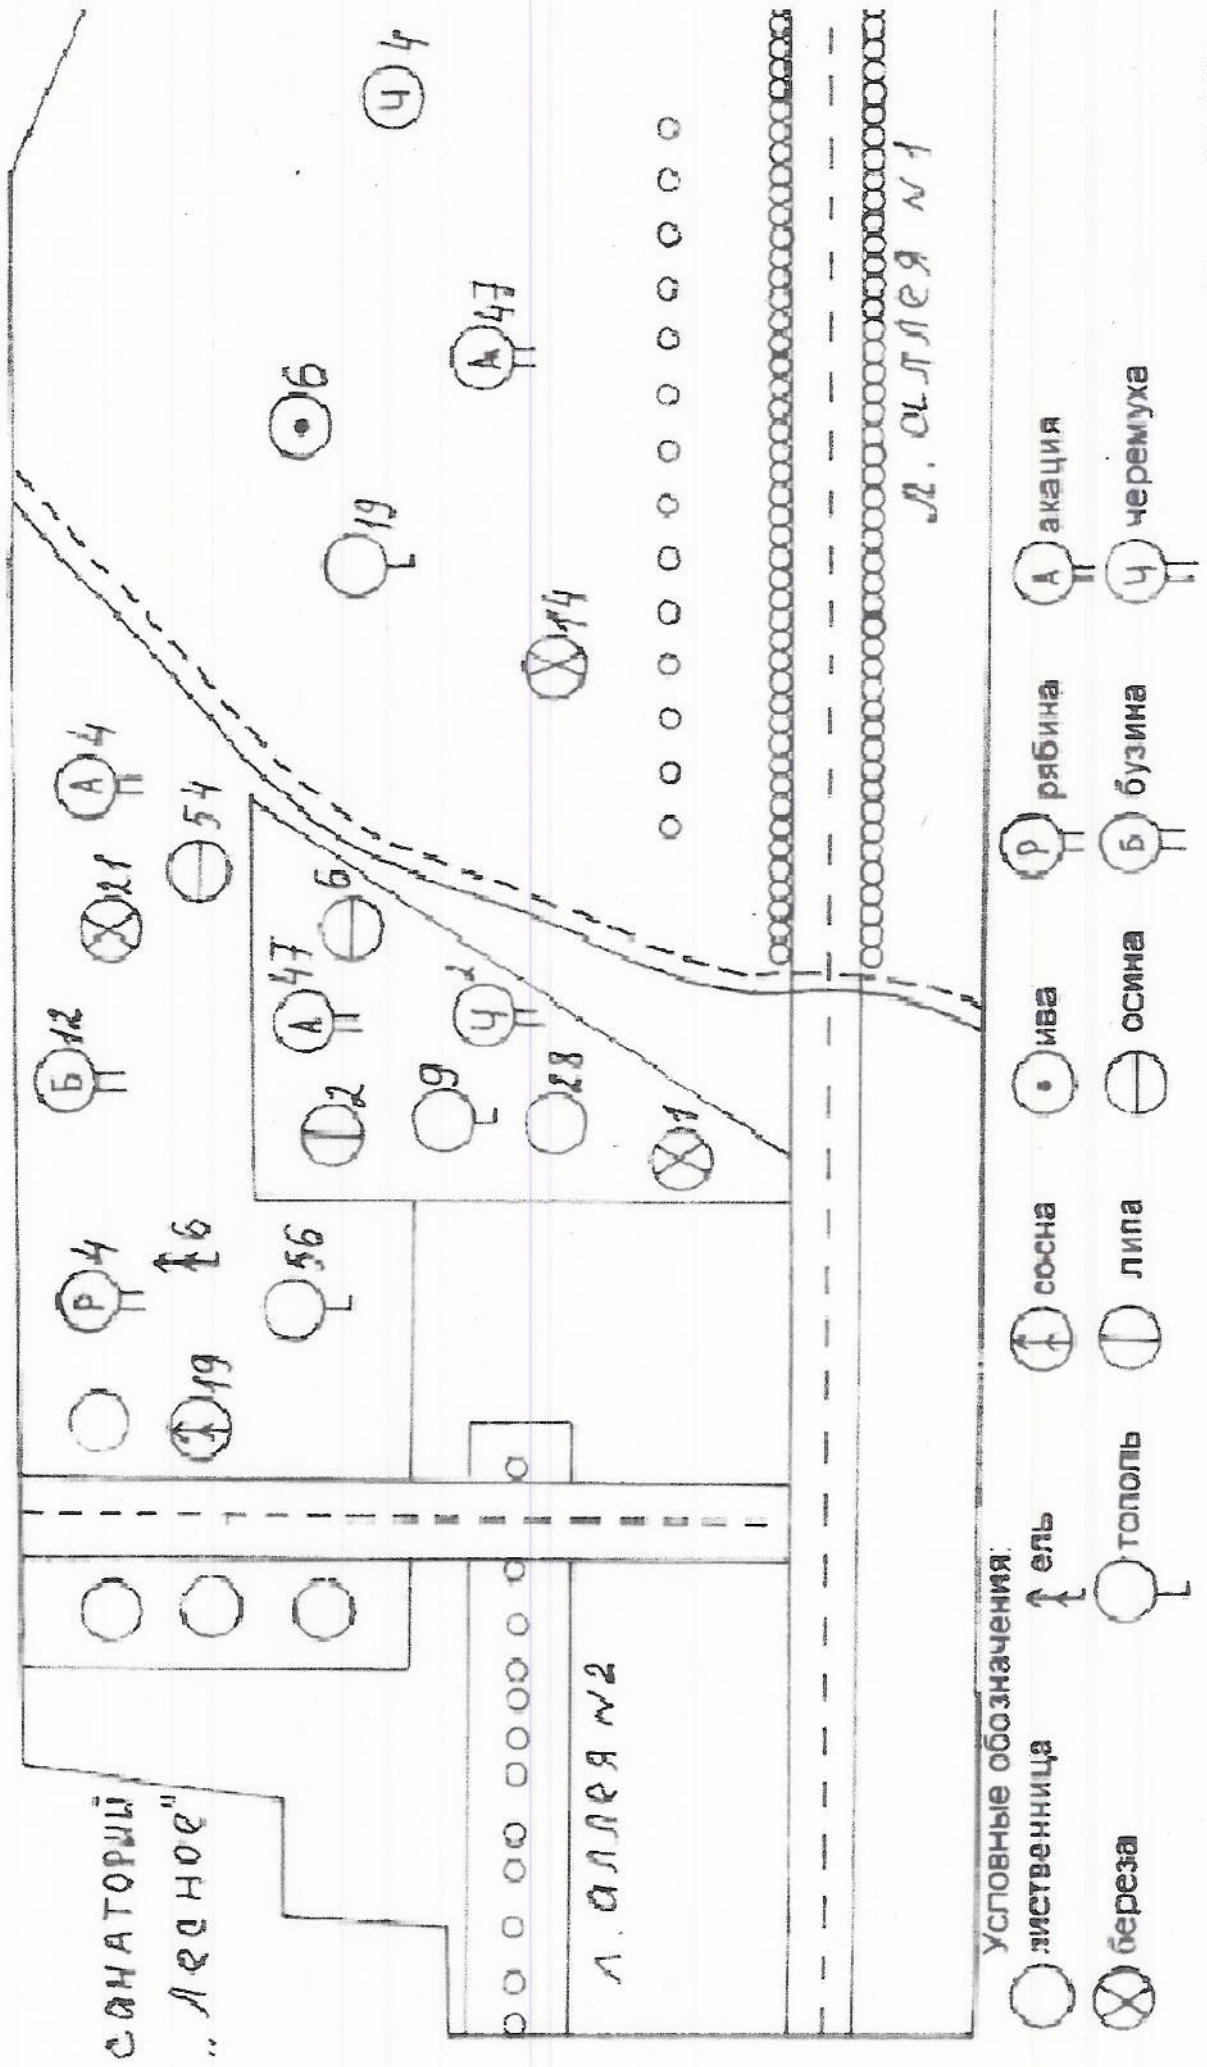 санаторий
„Лесное"
л. аллея №2
„л. аллея №1
19
4
6
56
12
21
4
54
2
47
6
9
2
28
1
14
19
6
47
Ч 4
А
Б
Р
А
Ч
А
Условные обозначения:
лиственница
ель
сосна
ива
Р рябина
А акация
береза
тополь
липа
осина
Б бузина
Ч черемуха